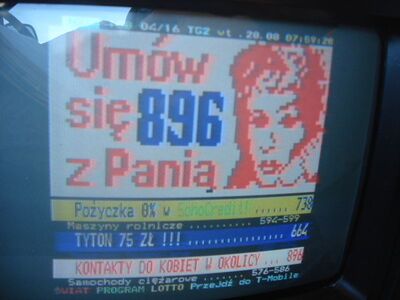 04/16 TG2 wt. 20.08 07:59:20
Umów
się 896
z Panią
Pożyczka 0% w SohoCredit! ..... 738
Maszyny rolnicze ............ 594-599
TYTOŃ 75 ZŁ !!! ............. 664
KONTAKTY DO KOBIET W OKOLICY ... 896
Samochody ciężarowe ..... 576-586
ŚWIAT PROGRAM LOTTO Przejdź do T-Mobile